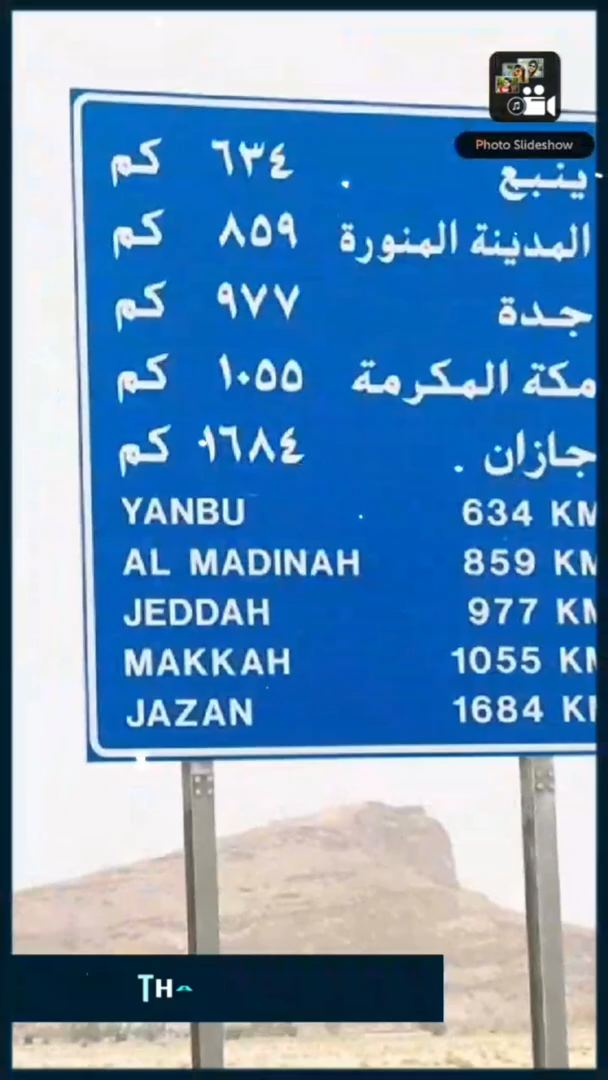 Photo Slideshow
ينبع ٦٣٤ كم
المدينة المنورة ٨٥٩ كم
جدة ٩٧٧ كم
مكة المكرمة ١٠٥٥ كم
جازان ١٦٨٤ كم
YANBU 634 KM
AL MADINAH 859 KM
JEDDAH 977 KM
MAKKAH 1055 KM
JAZAN 1684 KM